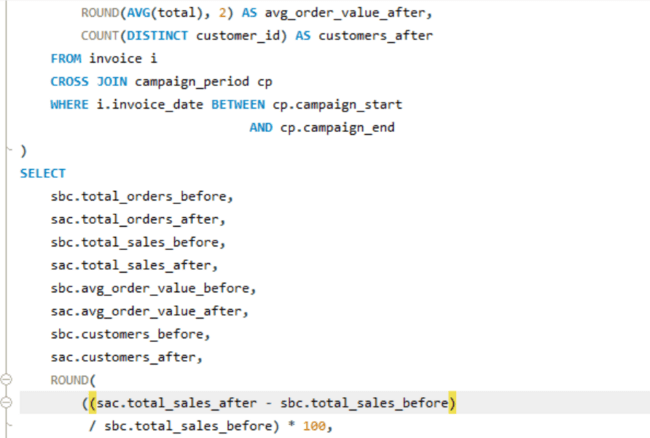 ROUND(AVG(total), 2) AS avg_order_value_after,
COUNT(DISTINCT customer_id) AS customers_after
FROM invoice i
CROSS JOIN campaign_period cp
WHERE i.invoice_date BETWEEN cp.campaign_start
AND cp.campaign_end
)
SELECT
sbc.total_orders_before,
sac.total_orders_after,
sbc.total_sales_before,
sac.total_sales_after,
sbc.avg_order_value_before,
sac.avg_order_value_after,
sbc.customers_before,
sac.customers_after,
ROUND(
((sac.total_sales_after - sbc.total_sales_before)
/ sbc.total_sales_before) * 100,